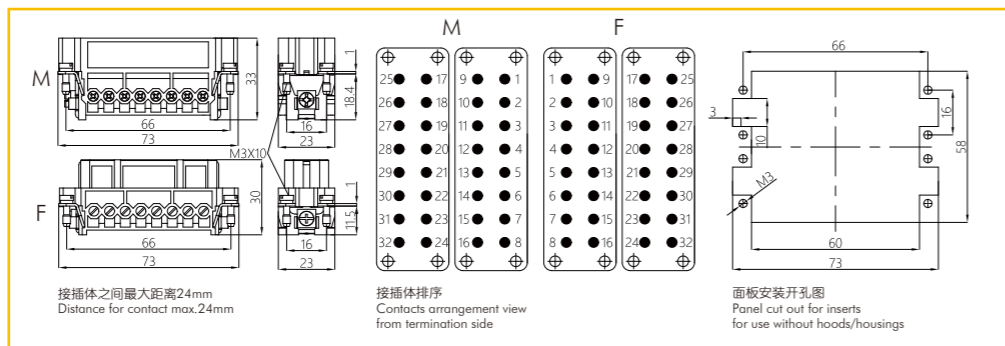 M
33
1
18.4
66
73
16
23
M3X10
F
30
1
11.5
66
73
16
23
接插体之间最大距离24mm
Distance for contact max.24mm
M F
25 17 9 1 1 9 17 25
26 18 10 2 2 10 18 26
27 19 11 3 3 11 19 27
28 20 12 4 4 12 20 28
29 21 13 5 5 13 21 29
30 22 14 6 6 14 22 30
31 23 15 7 7 15 23 31
32 24 16 8 8 16 24 32
接插体排序
Contacts arrangement view
from termination side
66
3
10
16
58
M3
60
73
面板安装开孔图
Panel cut out for inserts
for use without hoods/housings